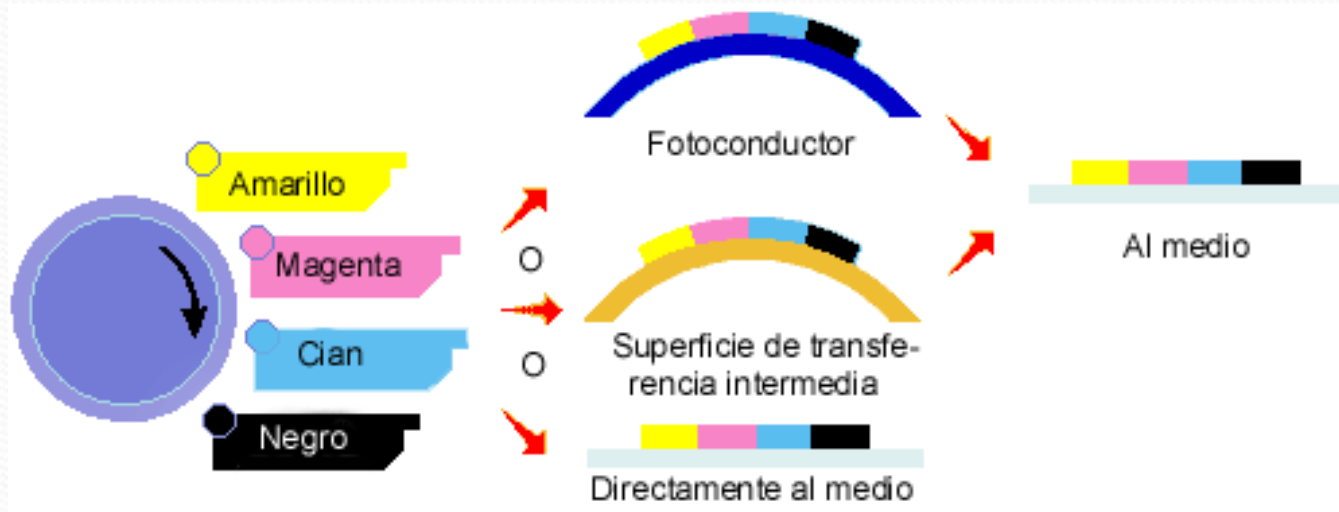 Amarillo
Magenta
Cian
Negro
O
O
Fotoconductor
Superficie de transfe-
rencia intermedia
Directamente al medio
Al medio